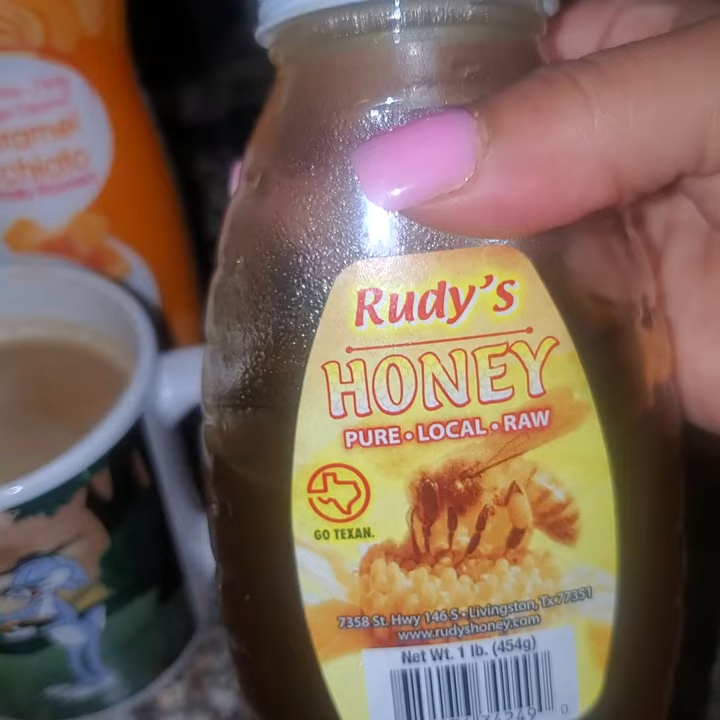 Rudy's
HONEY
PURE • LOCAL • RAW
GO TEXAN.
7358 St. Hwy 146 S • Livingston, Tx 77351
www.rudyshoney.com
Net Wt. 1 lb. (454g)